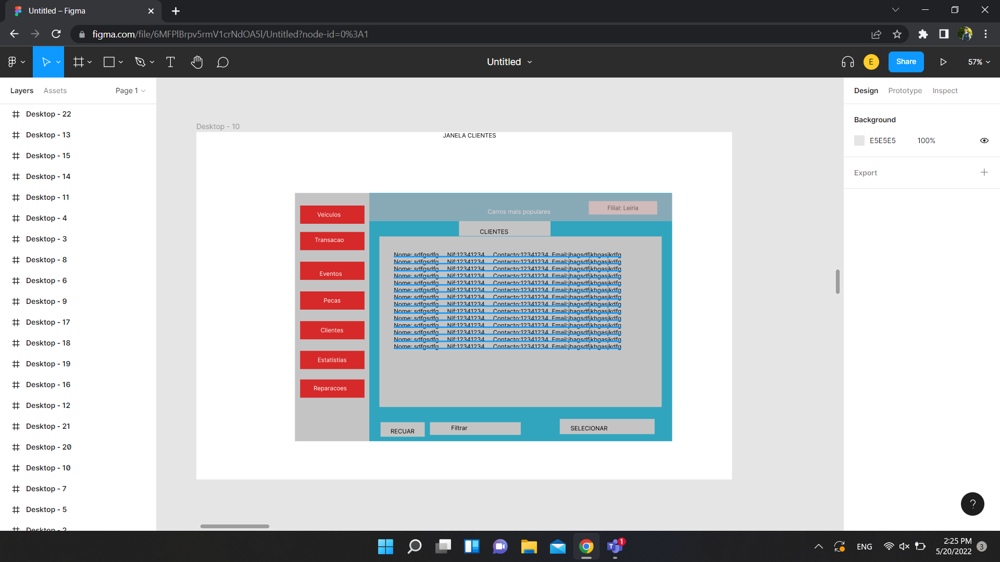 Untitled – Figma
figma.com/file/6MFPlBrpv5rmV1crNdOA5l/Untitled?node-id=0%3A1
Untitled
E
Share
57%
Layers
Assets
Page 1
Design
Prototype
Inspect
Desktop - 22
Desktop - 13
Desktop - 15
Desktop - 14
Desktop - 11
Desktop - 4
Desktop - 3
Desktop - 8
Desktop - 6
Desktop - 9
Desktop - 17
Desktop - 18
Desktop - 19
Desktop - 16
Desktop - 12
Desktop - 21
Desktop - 20
Desktop - 10
Desktop - 7
Desktop - 5
Desktop - 2
Desktop - 10
JANELA CLIENTES
Veiculos
Transacao
Eventos
Pecas
Clientes
Estatistias
Reparacoes
Carros mais populares
Filial: Leiria
CLIENTES
Nome: sdfgsdfg Nif:12341234 Contacto:12341234 Email:jhagsdfjkhgasjkdfg
Nome: sdfgsdfg Nif:12341234 Contacto:12341234 Email:jhagsdfjkhgasjkdfg
Nome: sdfgsdfg Nif:12341234 Contacto:12341234 Email:jhagsdfjkhgasjkdfg
Nome: sdfgsdfg Nif:12341234 Contacto:12341234 Email:jhagsdfjkhgasjkdfg
Nome: sdfgsdfg Nif:12341234 Contacto:12341234 Email:jhagsdfjkhgasjkdfg
Nome: sdfgsdfg Nif:12341234 Contacto:12341234 Email:jhagsdfjkhgasjkdfg
Nome: sdfgsdfg Nif:12341234 Contacto:12341234 Email:jhagsdfjkhgasjkdfg
Nome: sdfgsdfg Nif:12341234 Contacto:12341234 Email:jhagsdfjkhgasjkdfg
Nome: sdfgsdfg Nif:12341234 Contacto:12341234 Email:jhagsdfjkhgasjkdfg
Nome: sdfgsdfg Nif:12341234 Contacto:12341234 Email:jhagsdfjkhgasjkdfg
Nome: sdfgsdfg Nif:12341234 Contacto:12341234 Email:jhagsdfjkhgasjkdfg
Nome: sdfgsdfg Nif:12341234 Contacto:12341234 Email:jhagsdfjkhgasjkdfg
Nome: sdfgsdfg Nif:12341234 Contacto:12341234 Email:jhagsdfjkhgasjkdfg
Nome: sdfgsdfg Nif:12341234 Contacto:12341234 Email:jhagsdfjkhgasjkdfg
RECUAR
Filtrar
SELECIONAR
Background
E5E5E5 100%
Export
?
1
ENG
2:25 PM
5/20/2022
3